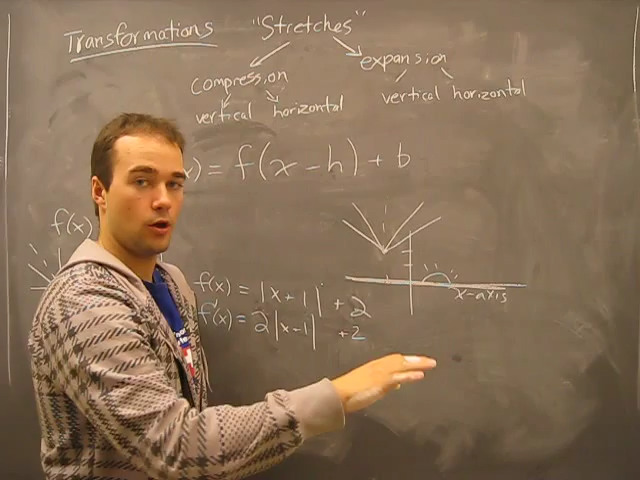 Transformations "Stretches"
compression expansion
vertical horizontal vertical horizontal
x) = f(x - h) + b
f(x)
f(x) = |x + 1| + 2
f'(x) = 2|x - 1| + 2
x-axis